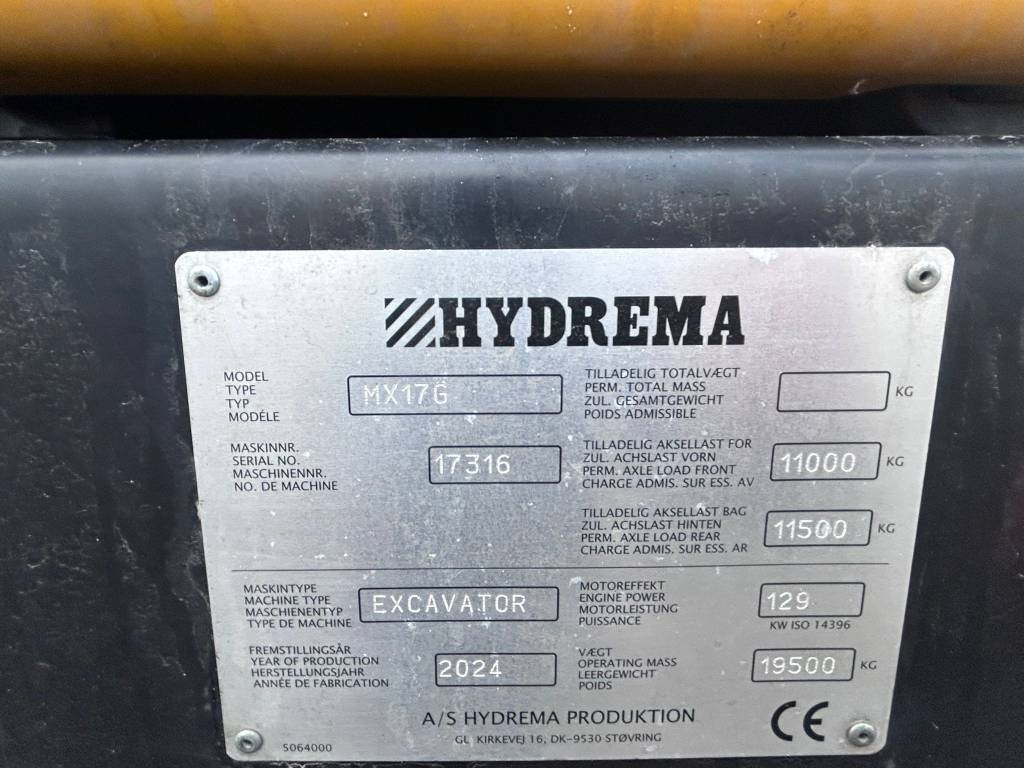 HYDREMA
MODEL
TYPE
TYP
MODÉLE
MX17G
TILLADELIG TOTALVÆGT
PERM. TOTAL MASS
ZUL. GESAMTGEWICHT
POIDS ADMISSIBLE
KG
MASKINNR.
SERIAL NO.
MASCHINENNR.
NO. DE MACHINE
17316
TILLADELIG AKSELLAST FOR
ZUL. ACHSLAST VORN
PERM. AXLE LOAD FRONT
CHARGE ADMIS. SUR ESS. AV
11000 KG
TILLADELIG AKSELLAST BAG
ZUL. ACHSLAST HINTEN
PERM. AXLE LOAD REAR
CHARGE ADMIS. SUR ESS. AR
11500 KG
MASKINTYPE
MACHINE TYPE
MASCHIENENTYP
TYPE DE MACHINE
EXCAVATOR
MOTOREFFEKT
ENGINE POWER
MOTORLEISTUNG
PUISSANCE
129
KW ISO 14396
FREMSTILLINGSÅR
YEAR OF PRODUCTION
HERSTELLUNGSJAHR
ANNÉE DE FABRICATION
2024
VÆGT
OPERATING MASS
LEERGEWICHT
POIDS
19500 KG
A/S HYDREMA PRODUKTION
GL. KIRKEVEJ 16, DK-9530 STØVRING
CE
5064000